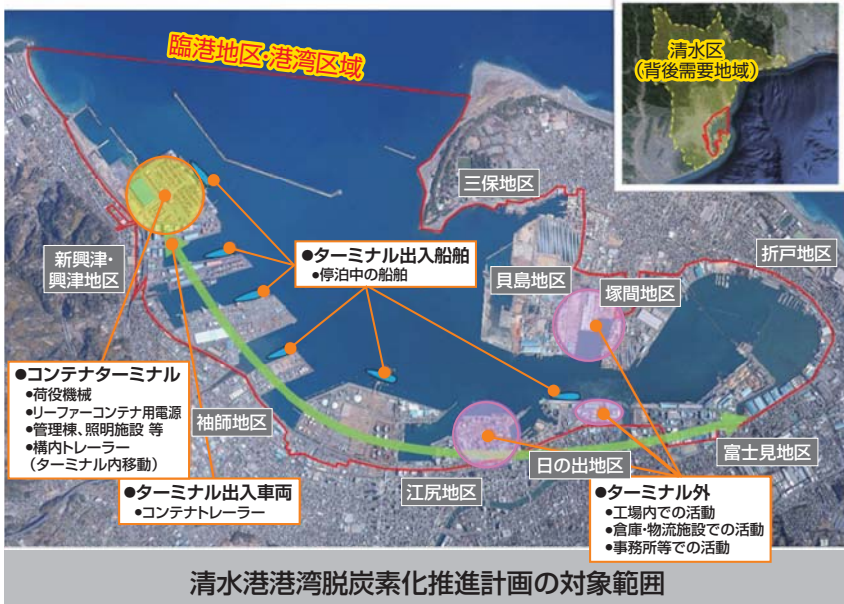 臨港地区・港湾区域
清水区
(背後需要地域)
三保地区
新興津・
興津地区
●ターミナル出入船舶
●停泊中の船舶
貝島地区
塚間地区
折戸地区
●コンテナターミナル
●荷役機械
●リーファーコンテナ用電源
●管理棟、照明施設 等
●構内トレーラー
(ターミナル内移動)
袖師地区
●ターミナル出入車両
●コンテナトレーラー
江尻地区
日の出地区
富士見地区
●ターミナル外
●工場内での活動
●倉庫・物流施設での活動
●事務所等での活動
清水港港湾脱炭素化推進計画の対象範囲